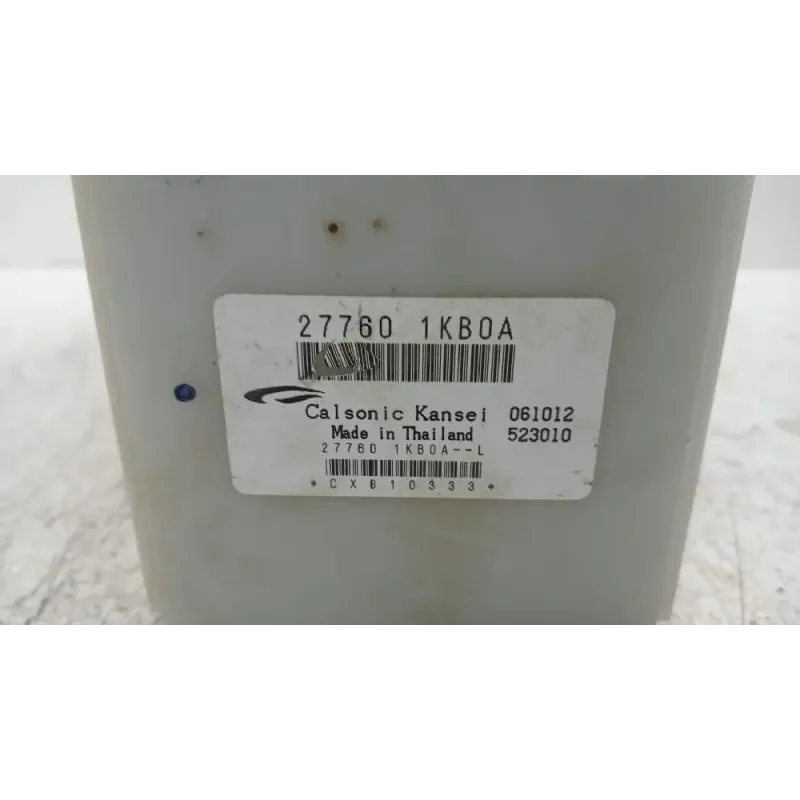 27760 1KB0A
Calsonic Kansei 061012
Made in Thailand 523010
27760 1KB0A--L
*CX610333*